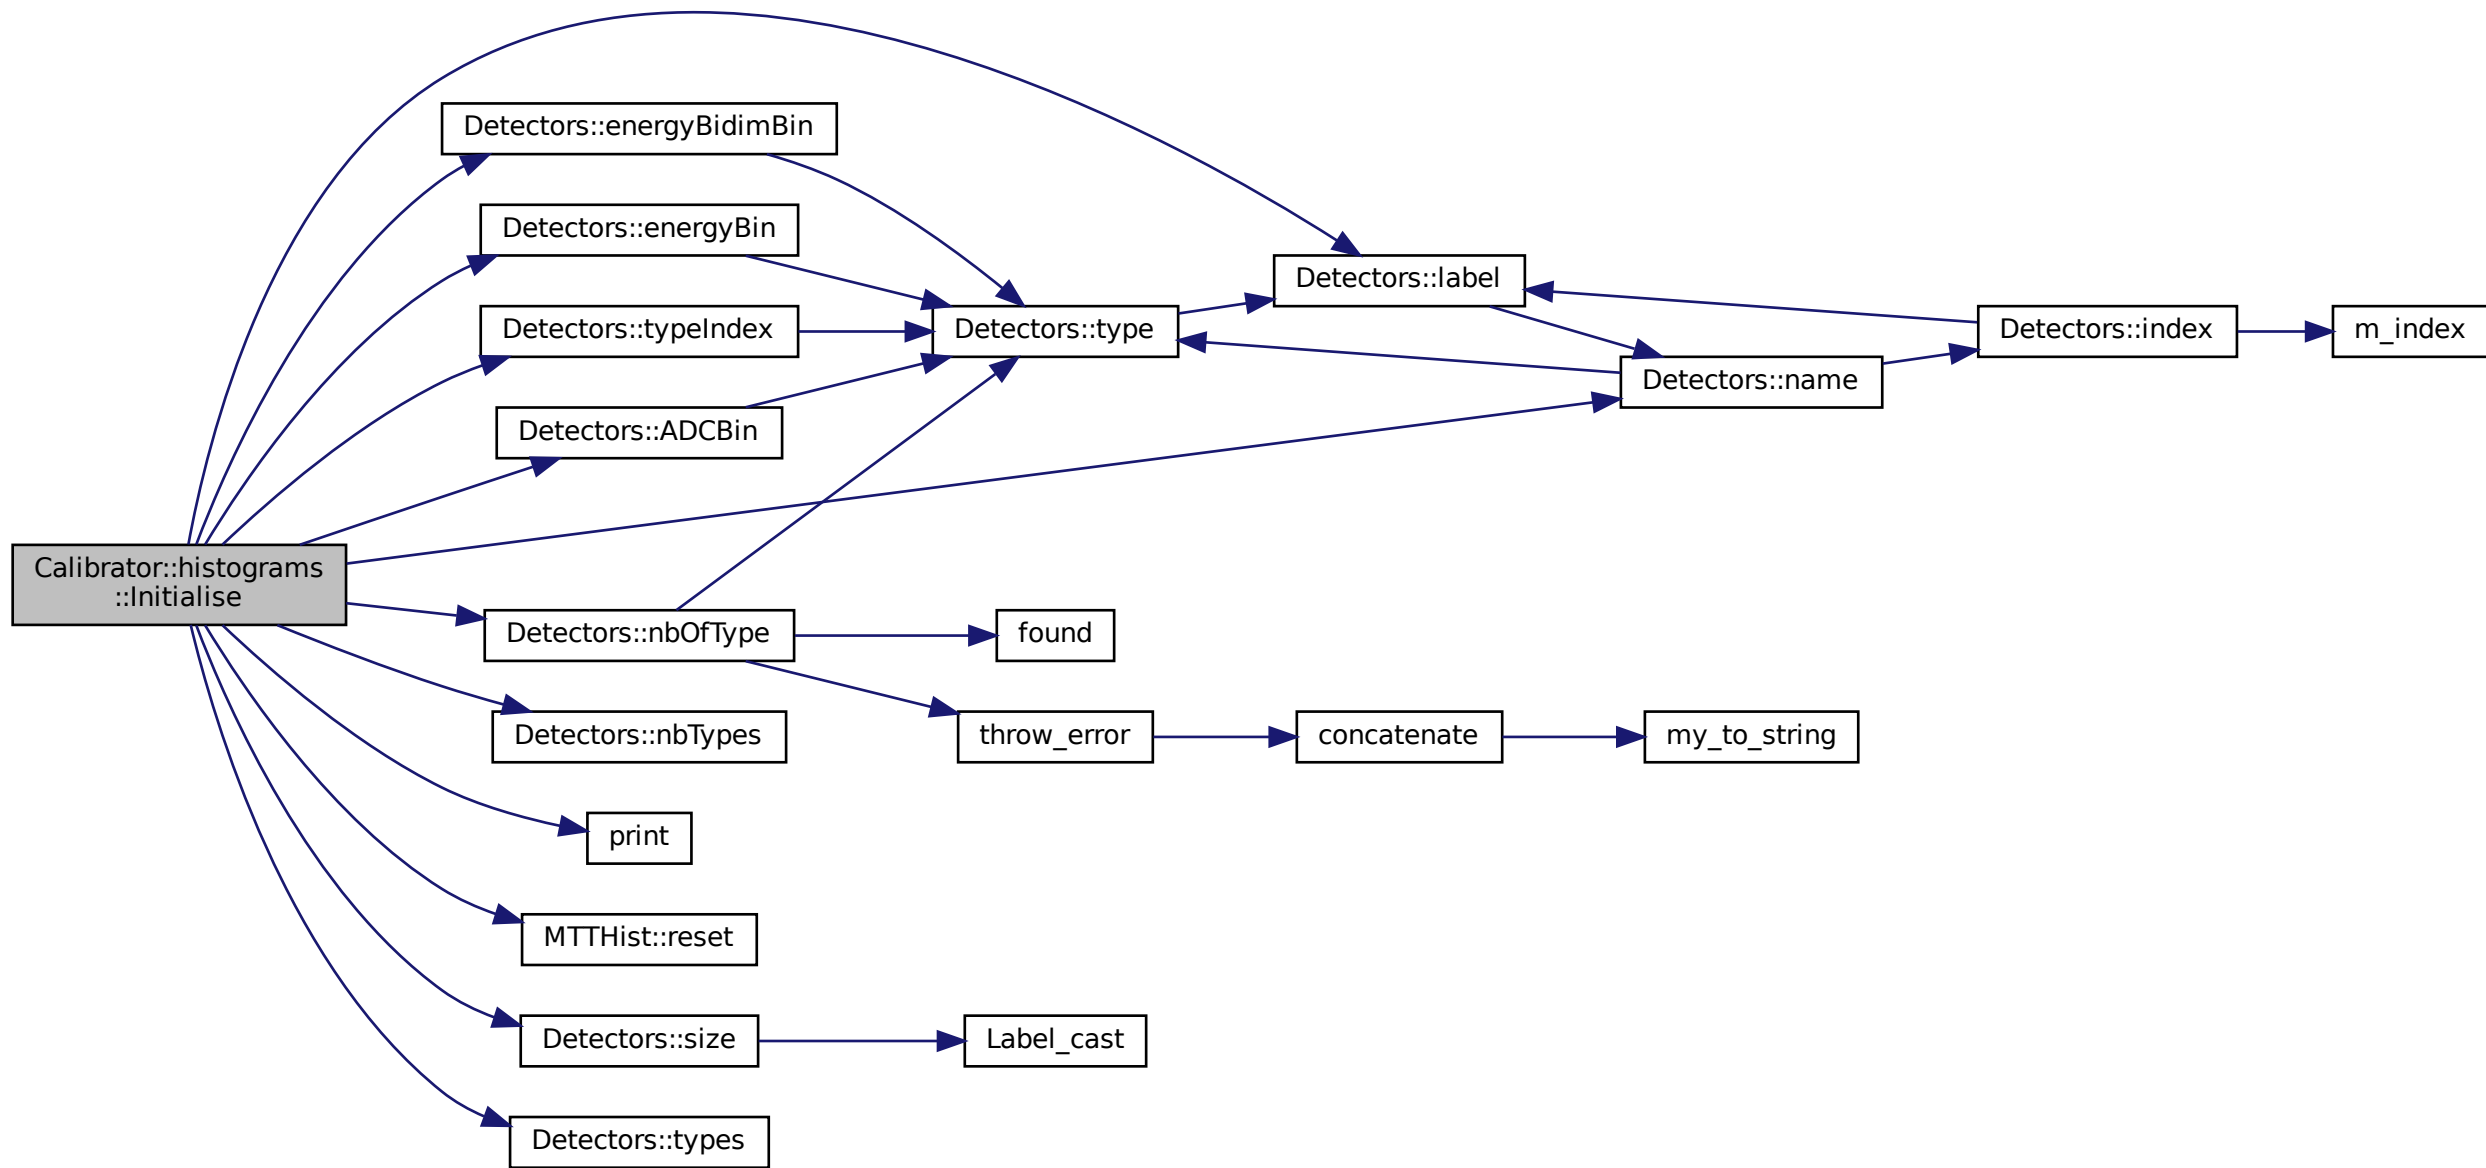 Detectors::energyBidimBin
Detectors::energyBin
Detectors::label
Detectors::typeIndex
Detectors::type
Detectors::index
m_index
Detectors::name
Detectors::ADCBin
Calibrator::histograms
::Initialise
Detectors::nbOfType
found
Detectors::nbTypes
throw_error
concatenate
my_to_string
print
MTTHist::reset
Detectors::size
Label_cast
Detectors::types